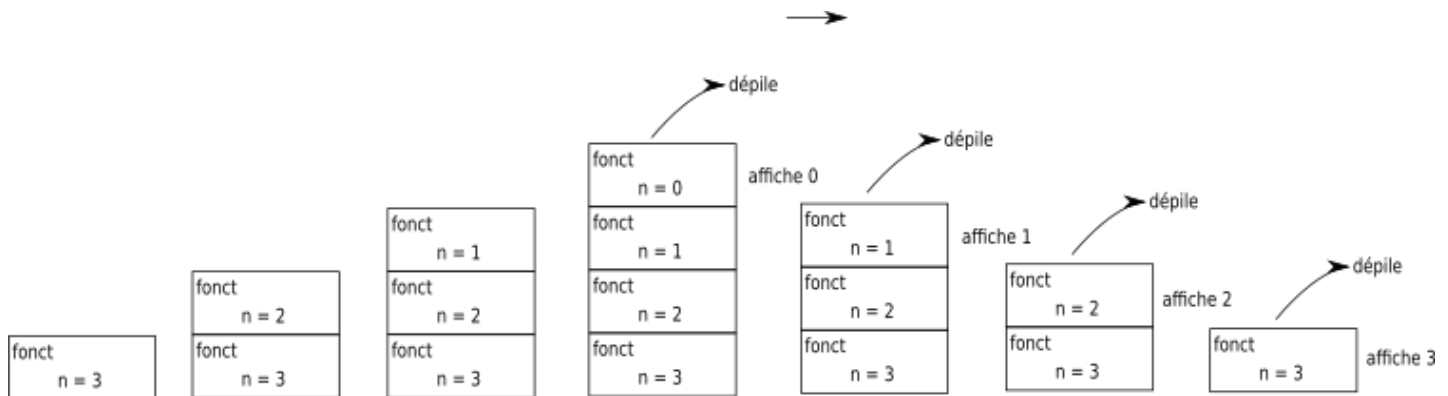 fonct
n = 3
fonct
n = 2
fonct
n = 3
fonct
n = 1
fonct
n = 2
fonct
n = 3
dépile
fonct
n = 0
affiche 0
fonct
n = 1
fonct
n = 2
fonct
n = 3
dépile
fonct
n = 1
affiche 1
fonct
n = 2
fonct
n = 3
dépile
fonct
n = 2
affiche 2
fonct
n = 3
dépile
fonct
n = 3
affiche 3